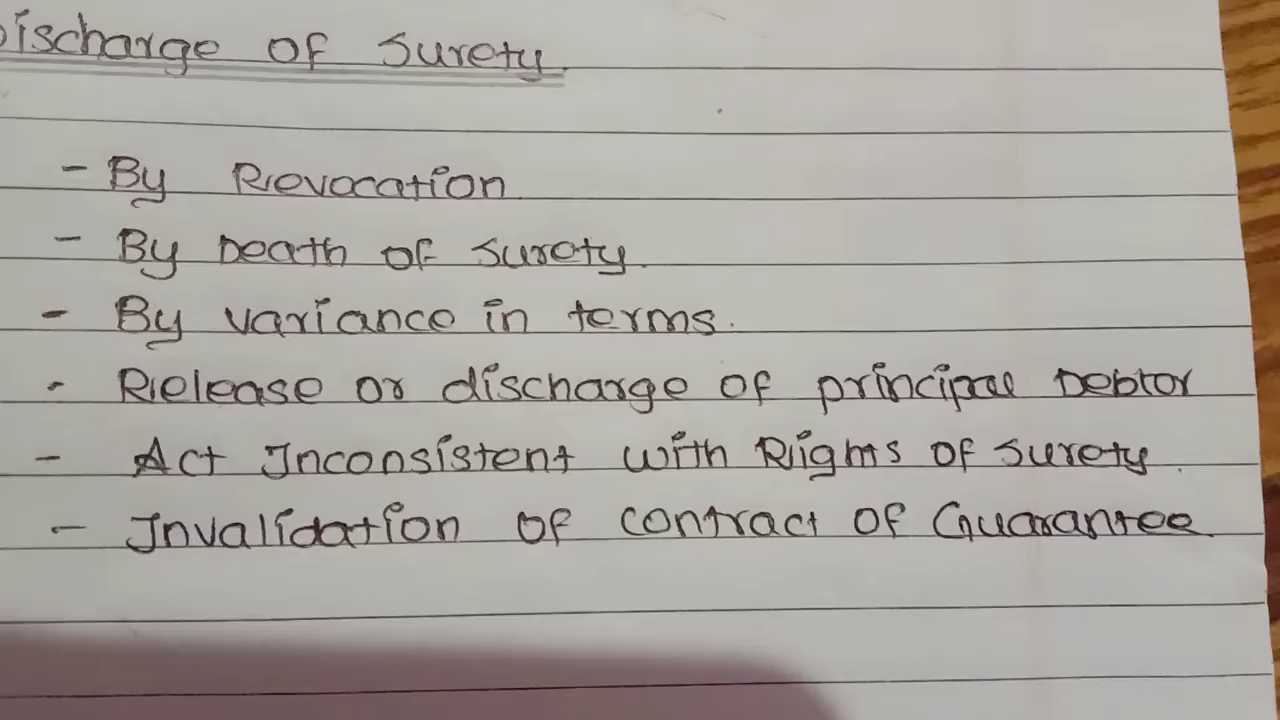 Discharge of Surety.
- By Revocation
- By Death of Surety.
- By variance in terms.
- Release or discharge of principal Debtor
- Act Inconsistent with Rights of Surety.
- Invalidation of contract of Guarantee.